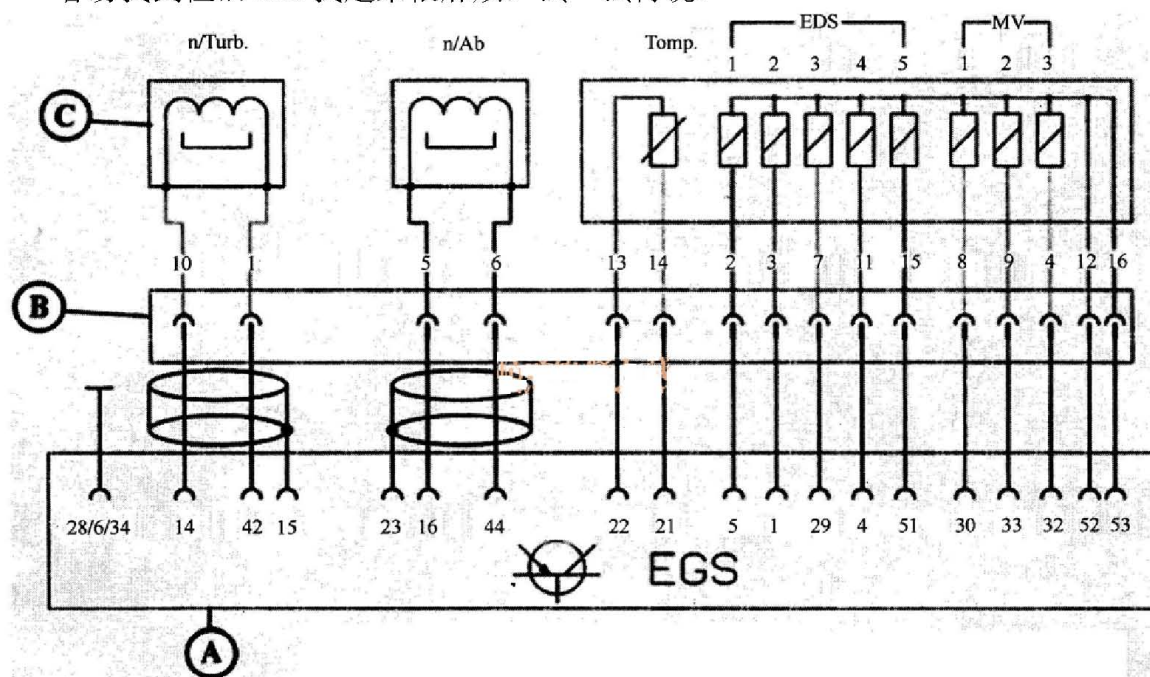 n/Turb. n/Ab Tomp. EDS MV
1 2 3 4 5 1 2 3
C
10 1 5 6 13 14 2 3 7 11 15 8 9 4 12 16
B
28/6/34 14 42 15 23 16 44 22 21 5 1 29 4 51 30 33 32 52 53
EGS
A